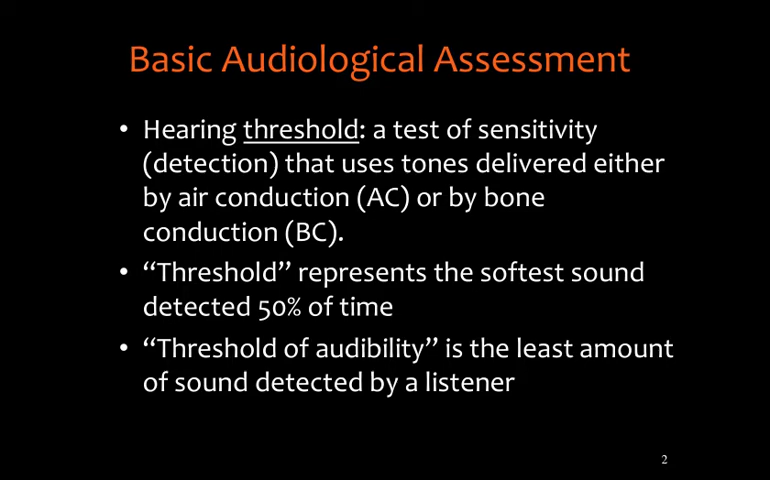 Basic Audiological Assessment
• Hearing threshold: a test of sensitivity
(detection) that uses tones delivered either
by air conduction (AC) or by bone
conduction (BC).
• “Threshold” represents the softest sound
detected 50% of time
• “Threshold of audibility” is the least amount
of sound detected by a listener
2